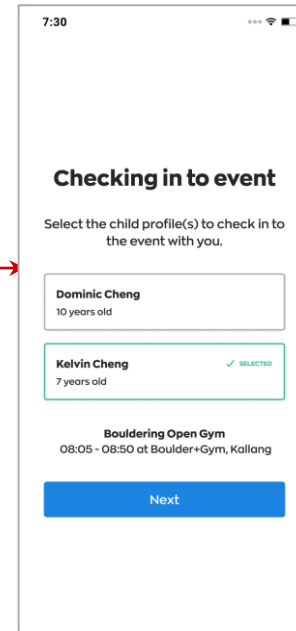 7:30
Checking in to event
Select the child profile(s) to check in to
the event with you.
Dominic Cheng
10 years old
Kelvin Cheng
✓ SELECTED
7 years old
Bouldering Open Gym
08:05 - 08:50 at Boulder+Gym, Kallang
Next